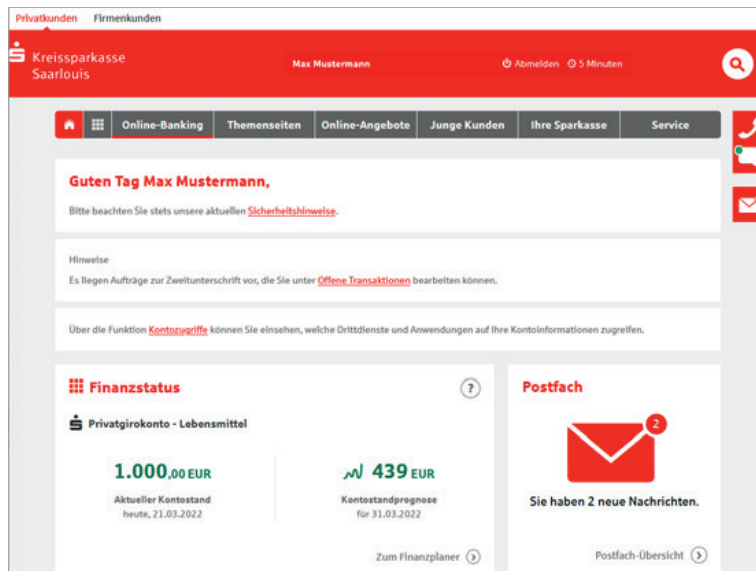 Privatkunden Firmenkunden
Kreissparkasse
Saarlouis
Max Mustermann
Abmelden 5 Minuten
Online-Banking Themenseiten Online-Angebote Junge Kunden Ihre Sparkasse Service
Guten Tag Max Mustermann,
Bitte beachten Sie stets unsere aktuellen Sicherheitshinweise.
Hinweise
Es liegen Aufträge zur Zweitunterschrift vor, die Sie unter Offene Transaktionen bearbeiten können.
Über die Funktion Kontozugriffe können Sie einsehen, welche Drittdienste und Anwendungen auf Ihre Kontoinformationen zugreifen.
Finanzstatus ?
Privatgirokonto - Lebensmittel
1.000,00 EUR
Aktueller Kontostand
heute, 21.03.2022
439 EUR
Kontostandprognose
für 31.03.2022
Zum Finanzplaner
Postfach
2
Sie haben 2 neue Nachrichten.
Postfach-Übersicht